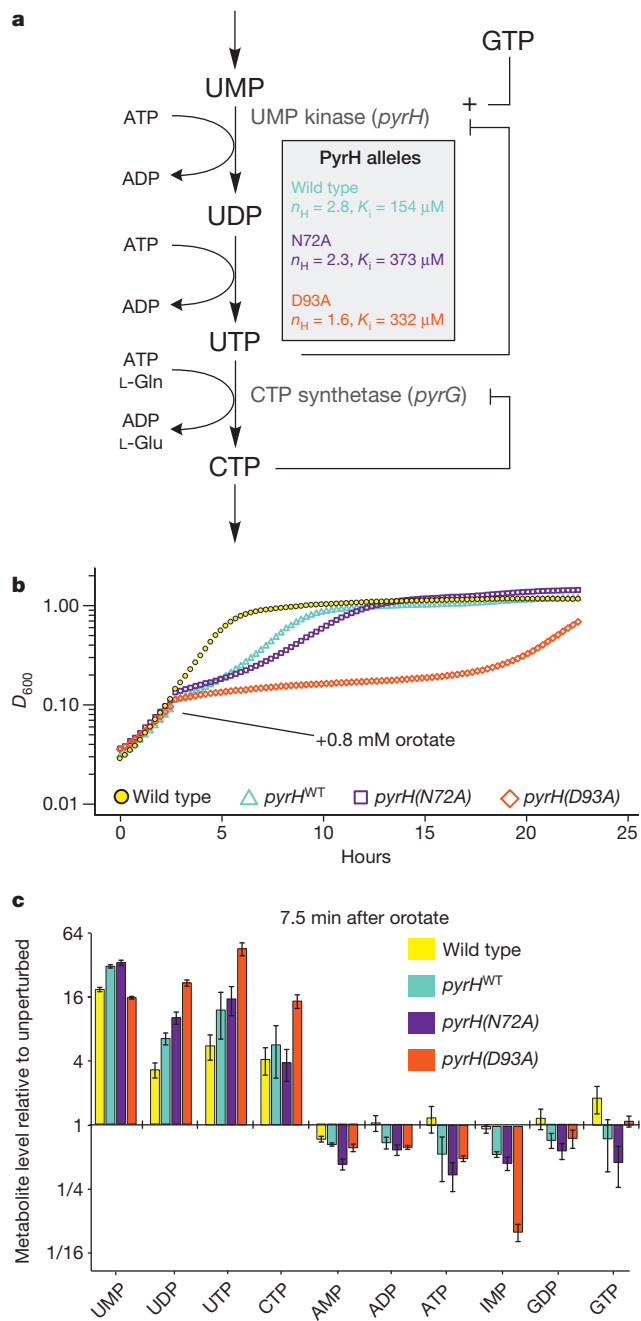 a
GTP
UMP
+
ATP
UMP kinase (pyrH)
ADP
PyrH alleles
Wild type
nH = 2.8, Ki = 154 µM
UDP
N72A
nH = 2.3, Ki = 373 µM
ATP
D93A
nH = 1.6, Ki = 332 µM
ADP
UTP
ATP
L-Gln
CTP synthetase (pyrG)
ADP
L-Glu
CTP
b
1.00
0.10
0.01
D600
+0.8 mM orotate
Wild type
pyrHWT
pyrH(N72A)
pyrH(D93A)
0 5 10 15 20 25
Hours
c
7.5 min after orotate
64
16
4
1
1/4
1/16
Metabolite level relative to unperturbed
Wild type
pyrHWT
pyrH(N72A)
pyrH(D93A)
UMP UDP UTP CTP AMP ADP ATP IMP GDP GTP